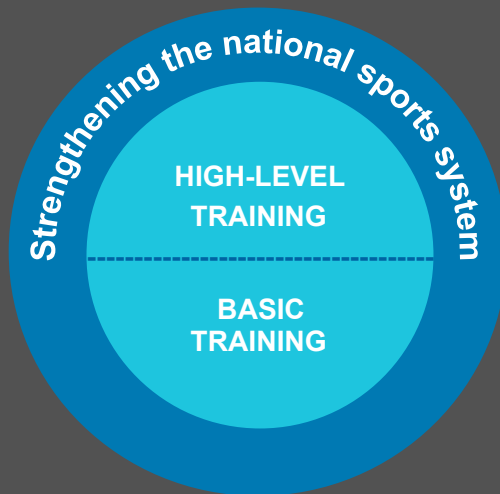 Strengthening the national sports system
HIGH-LEVEL
TRAINING
BASIC
TRAINING